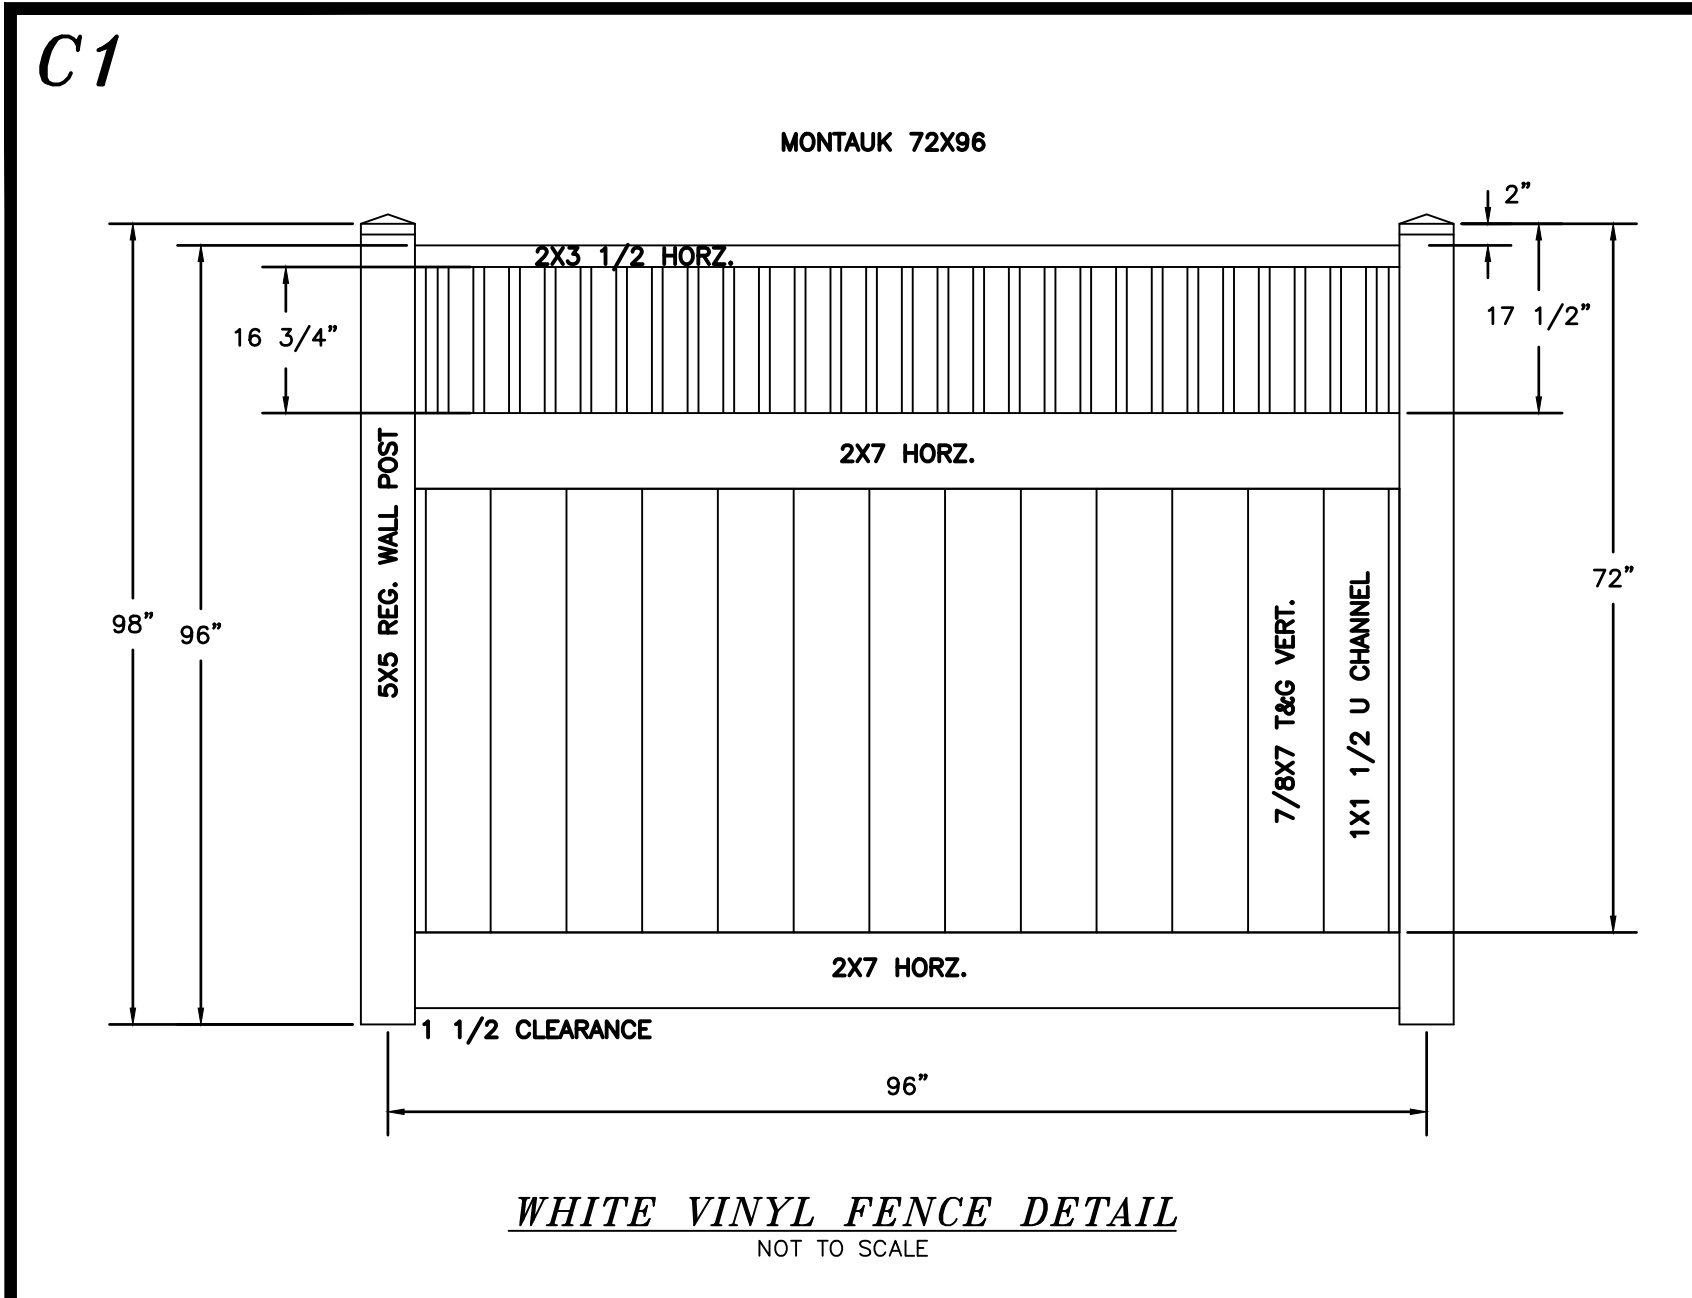 C1
MONTAUK 72X96
2"
2X3 1/2 HORZ.
16 3/4"
17 1/2"
2X7 HORZ.
5X5 REG. WALL POST
72"
98"
96"
7/8X7 T&G VERT.
1X1 1/2 U CHANNEL
2X7 HORZ.
1 1/2 CLEARANCE
96"
WHITE VINYL FENCE DETAIL
NOT TO SCALE